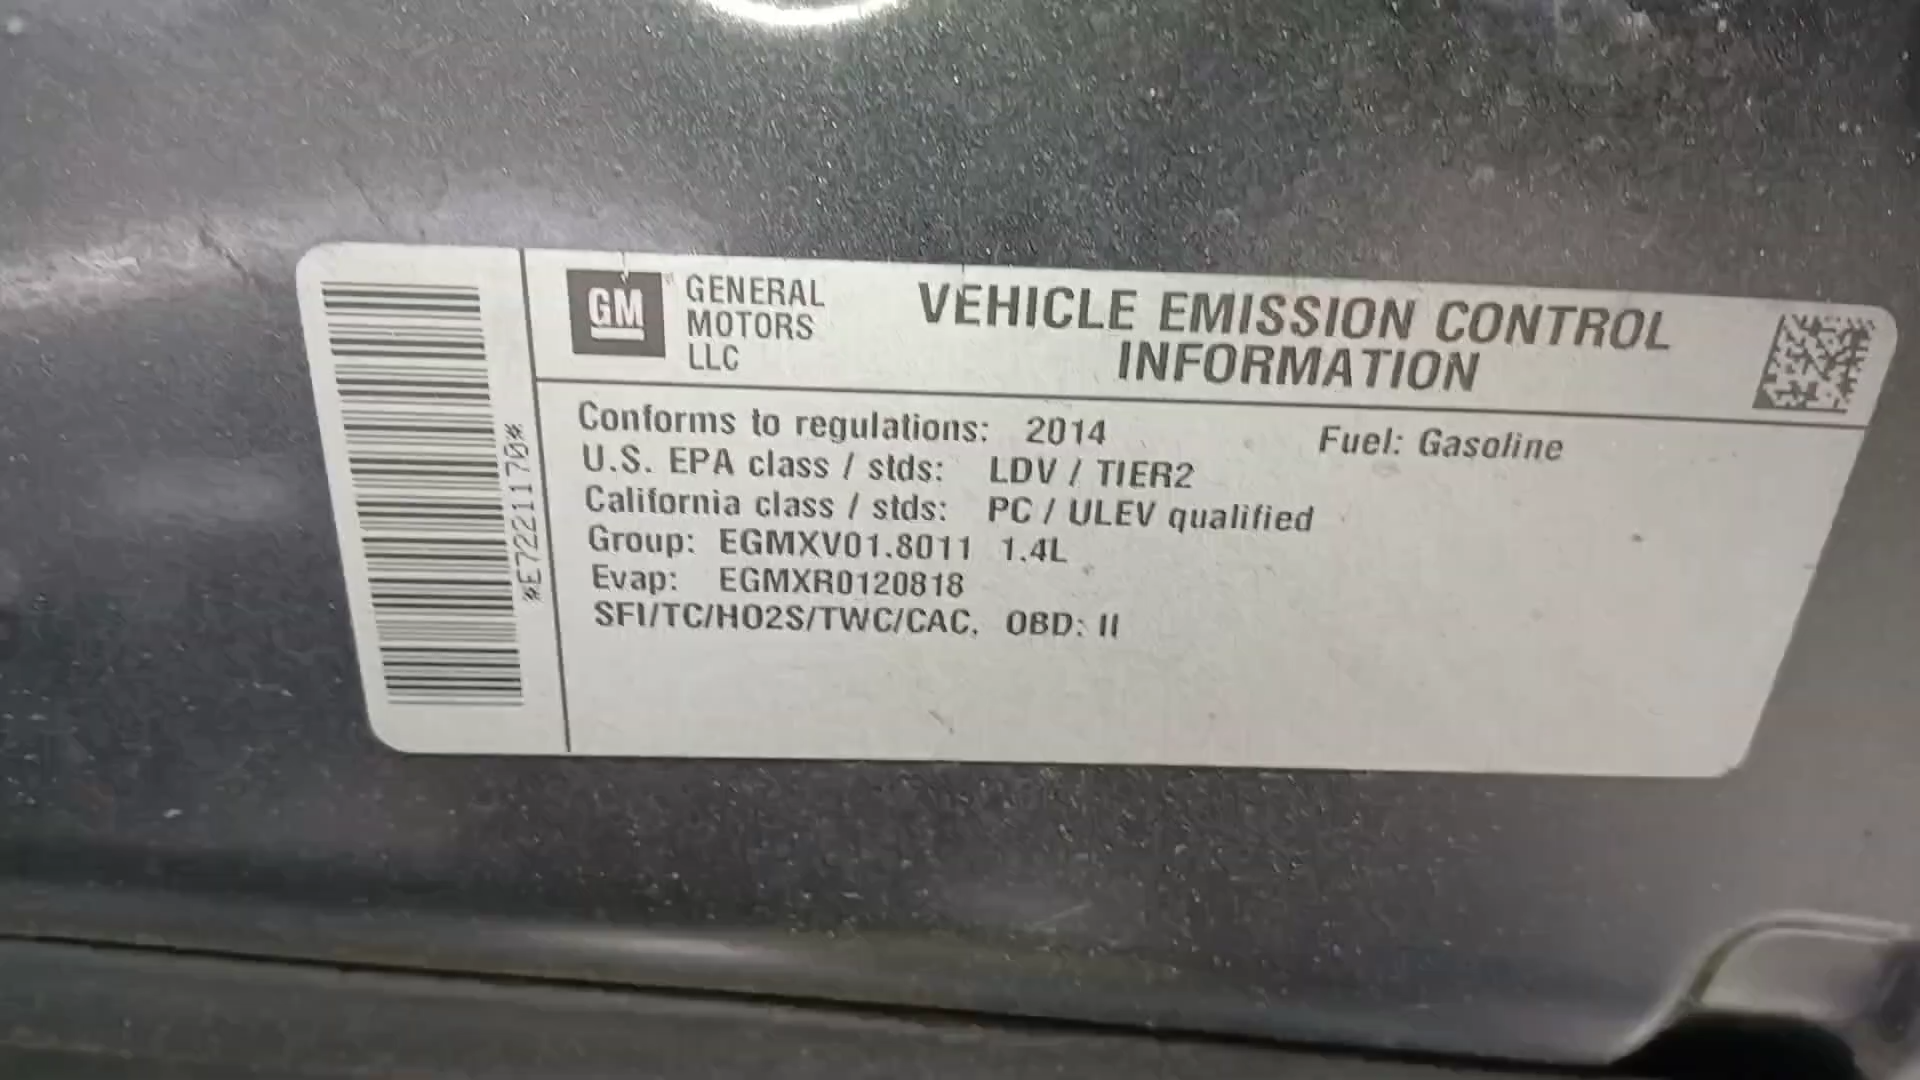 GM
GENERAL
MOTORS
LLC
VEHICLE EMISSION CONTROL
INFORMATION
*E72211170*
Conforms to regulations: 2014 Fuel: Gasoline
U.S. EPA class / stds: LDV / TIER2
California class / stds: PC / ULEV qualified
Group: EGMXV01.8011 1.4L
Evap: EGMXR0120818
SFI/TC/HO2S/TWC/CAC, OBD: II